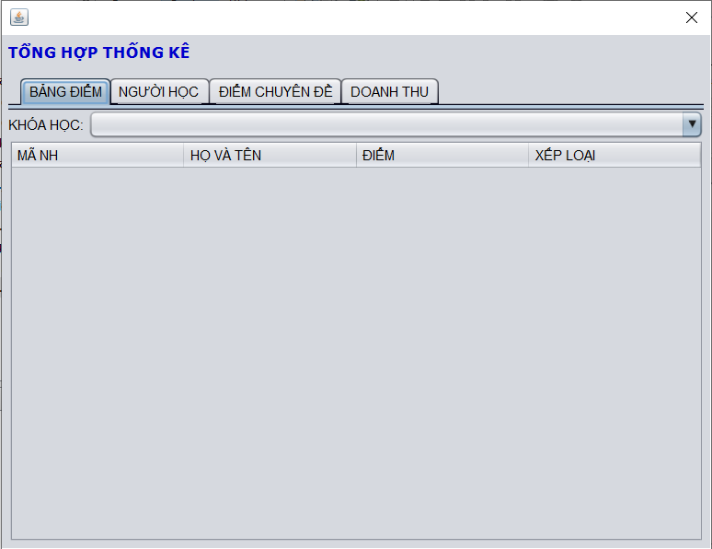 TỔNG HỢP THỐNG KÊ
BẢNG ĐIỂM NGƯỜI HỌC ĐIỂM CHUYÊN ĐỀ DOANH THU
KHÓA HỌC:
MÃ NH HỌ VÀ TÊN ĐIỂM XẾP LOẠI